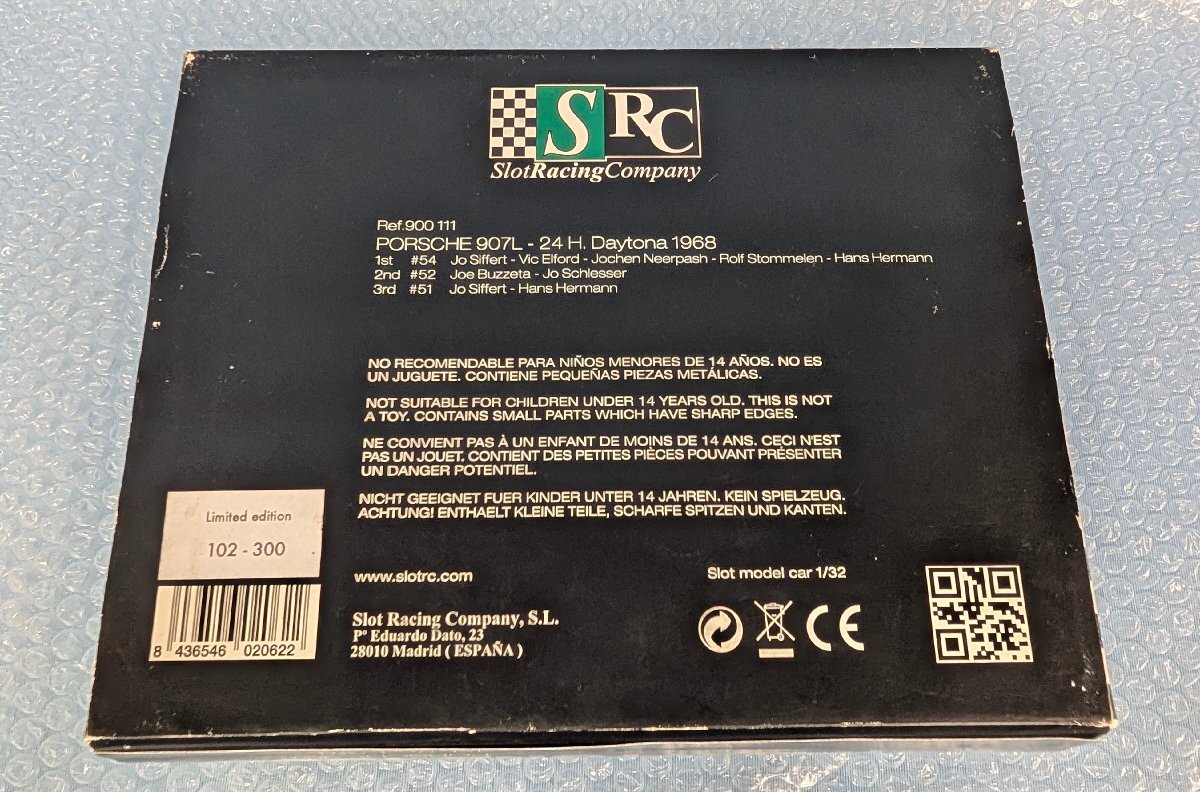 SRC
SlotRacingCompany
Ref.900 111
PORSCHE 907L - 24 H. Daytona 1968
1st #54 Jo Siffert - Vic Elford - Jochen Neerpash - Rolf Stommelen - Hans Hermann
2nd #52 Joe Buzzeta - Jo Schlesser
3rd #51 Jo Siffert - Hans Hermann
NO RECOMENDABLE PARA NIÑOS MENORES DE 14 AÑOS. NO ES
UN JUGUETE. CONTIENE PEQUEÑAS PIEZAS METÁLICAS.
NOT SUITABLE FOR CHILDREN UNDER 14 YEARS OLD. THIS IS NOT
A TOY. CONTAINS SMALL PARTS WHICH HAVE SHARP EDGES.
NE CONVIENT PAS À UN ENFANT DE MOINS DE 14 ANS. CECI N'EST
PAS UN JOUET. CONTIENT DES PETITES PIÈCES POUVANT PRÉSENTER
UN DANGER POTENTIEL.
NICHT GEEIGNET FUER KINDER UNTER 14 JAHREN. KEIN SPIELZEUG.
ACHTUNG! ENTHAELT KLEINE TEILE, SCHARFE SPITZEN UND KANTEN.
Limited edition
102 - 300
www.slotrc.com
Slot model car 1/32
Slot Racing Company, S.L.
Pº Eduardo Dato, 23
28010 Madrid ( ESPAÑA )
CE
8 436546 020622